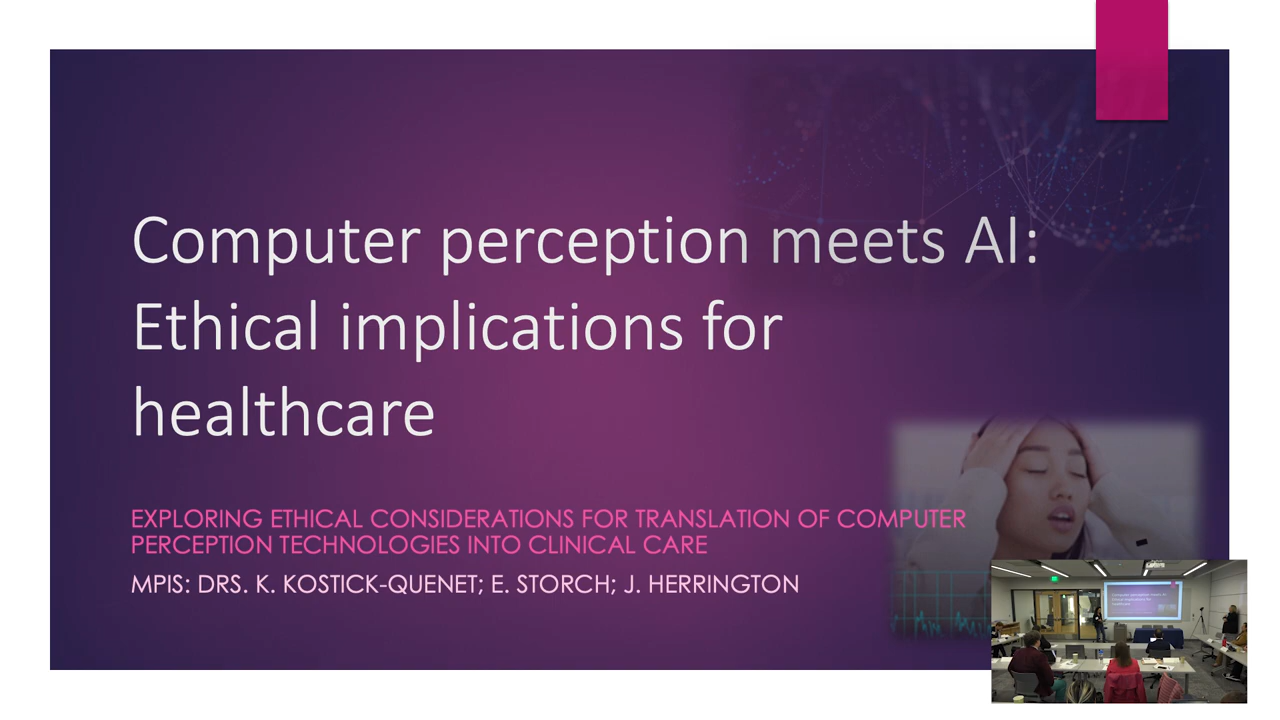 Computer perception meets AI:
Ethical implications for
healthcare
EXPLORING ETHICAL CONSIDERATIONS FOR TRANSLATION OF COMPUTER
PERCEPTION TECHNOLOGIES INTO CLINICAL CARE
MPIS: DRS. K. KOSTICK-QUENET; E. STORCH; J. HERRINGTON